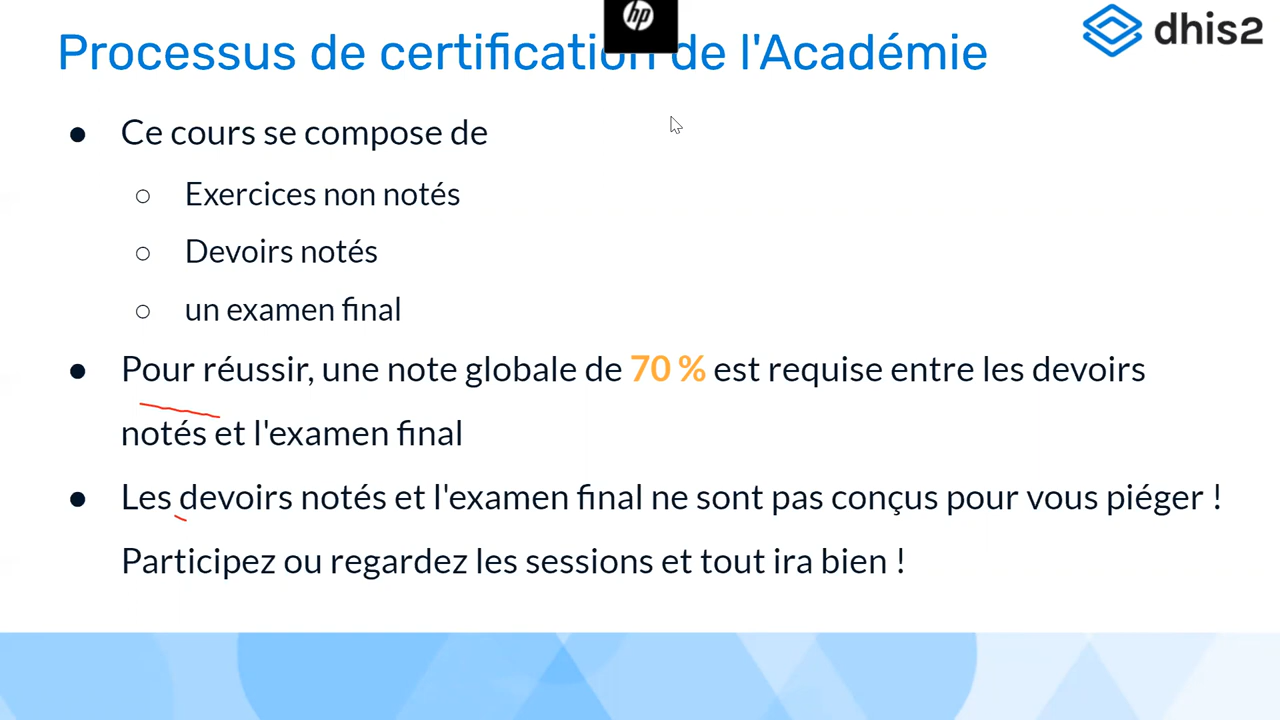 hp
dhis2
Processus de certification de l'Académie
● Ce cours se compose de
○ Exercices non notés
○ Devoirs notés
○ un examen final
● Pour réussir, une note globale de 70 % est requise entre les devoirs
notés et l'examen final
● Les devoirs notés et l'examen final ne sont pas conçus pour vous piéger !
Participez ou regardez les sessions et tout ira bien !